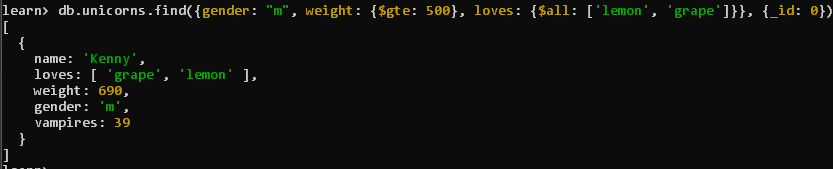 learn> db.unicorns.find({gender: "m", weight: {$gte: 500}, loves: {$all: ['lemon', 'grape']}}, {_id: 0})
[
  {
    name: 'Kenny',
    loves: [ 'grape', 'lemon' ],
    weight: 690,
    gender: 'm',
    vampires: 39
  }
]
learn>